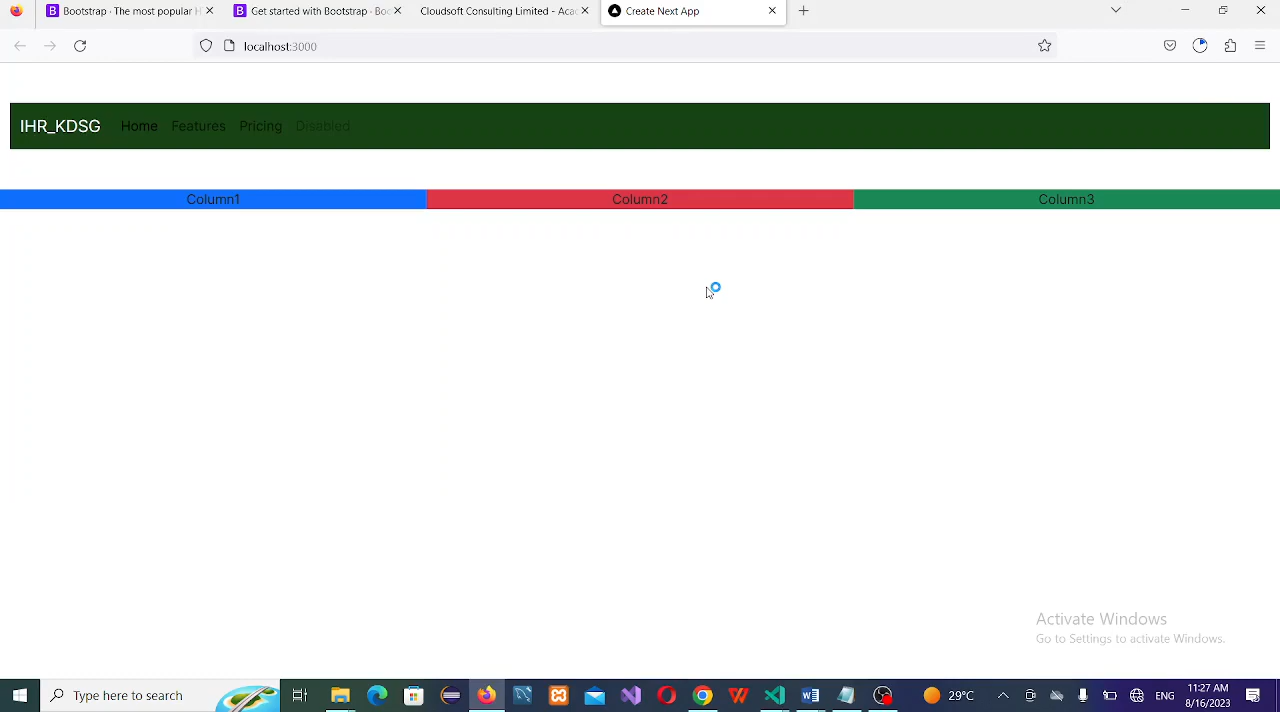 Bootstrap · The most popular H
Get started with Bootstrap · Boo
Cloudsoft Consulting Limited - Acad
Create Next App
localhost:3000
IHR_KDSG Home Features Pricing Disabled
Column1 Column2 Column3
Activate Windows
Go to Settings to activate Windows.
Type here to search
29°C
ENG
11:27 AM
8/16/2023